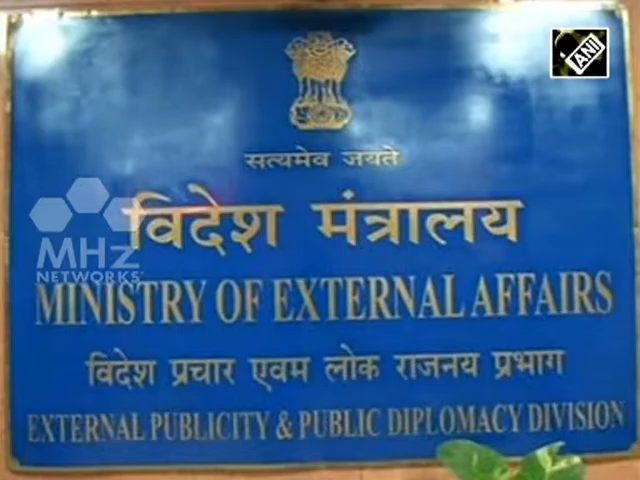 ANI
सत्यमेव जयते
विदेश मंत्रालय
MHz
NETWORKS
MINISTRY OF EXTERNAL AFFAIRS
विदेश प्रचार एवम लोक राजनय प्रभाग
EXTERNAL PUBLICITY & PUBLIC DIPLOMACY DIVISION